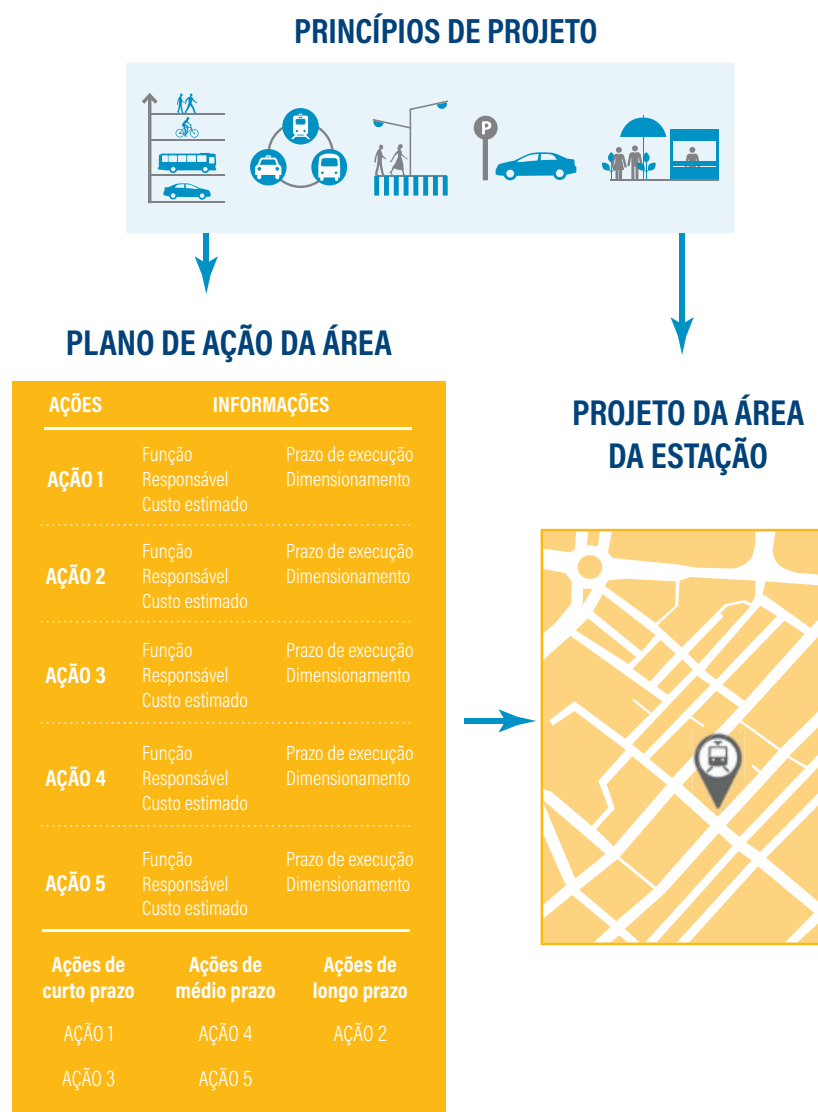 PRINCÍPIOS DE PROJETO
P
PLANO DE AÇÃO DA ÁREA
AÇÕES INFORMAÇÕES
AÇÃO 1
Função
Responsável
Custo estimado
Prazo de execução
Dimensionamento
AÇÃO 2
Função
Responsável
Custo estimado
Prazo de execução
Dimensionamento
AÇÃO 3
Função
Responsável
Custo estimado
Prazo de execução
Dimensionamento
AÇÃO 4
Função
Responsável
Custo estimado
Prazo de execução
Dimensionamento
AÇÃO 5
Função
Responsável
Custo estimado
Prazo de execução
Dimensionamento
Ações de
curto prazo
AÇÃO 1
AÇÃO 3
Ações de
médio prazo
AÇÃO 4
AÇÃO 5
Ações de
longo prazo
AÇÃO 2
PROJETO DA ÁREA
DA ESTAÇÃO